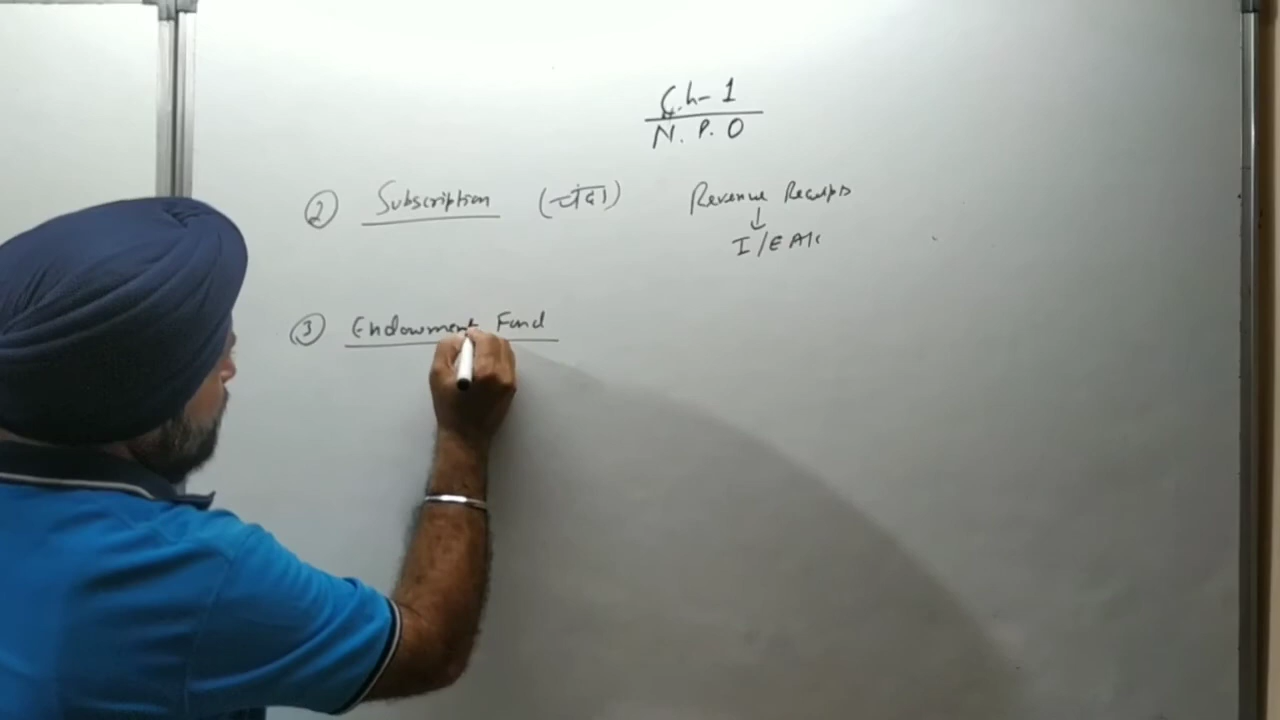 Ch-1
N.P.O
② Subscription (चंदा) Revenue Receipts
↓
I/E A/c
③ Endowment Fund